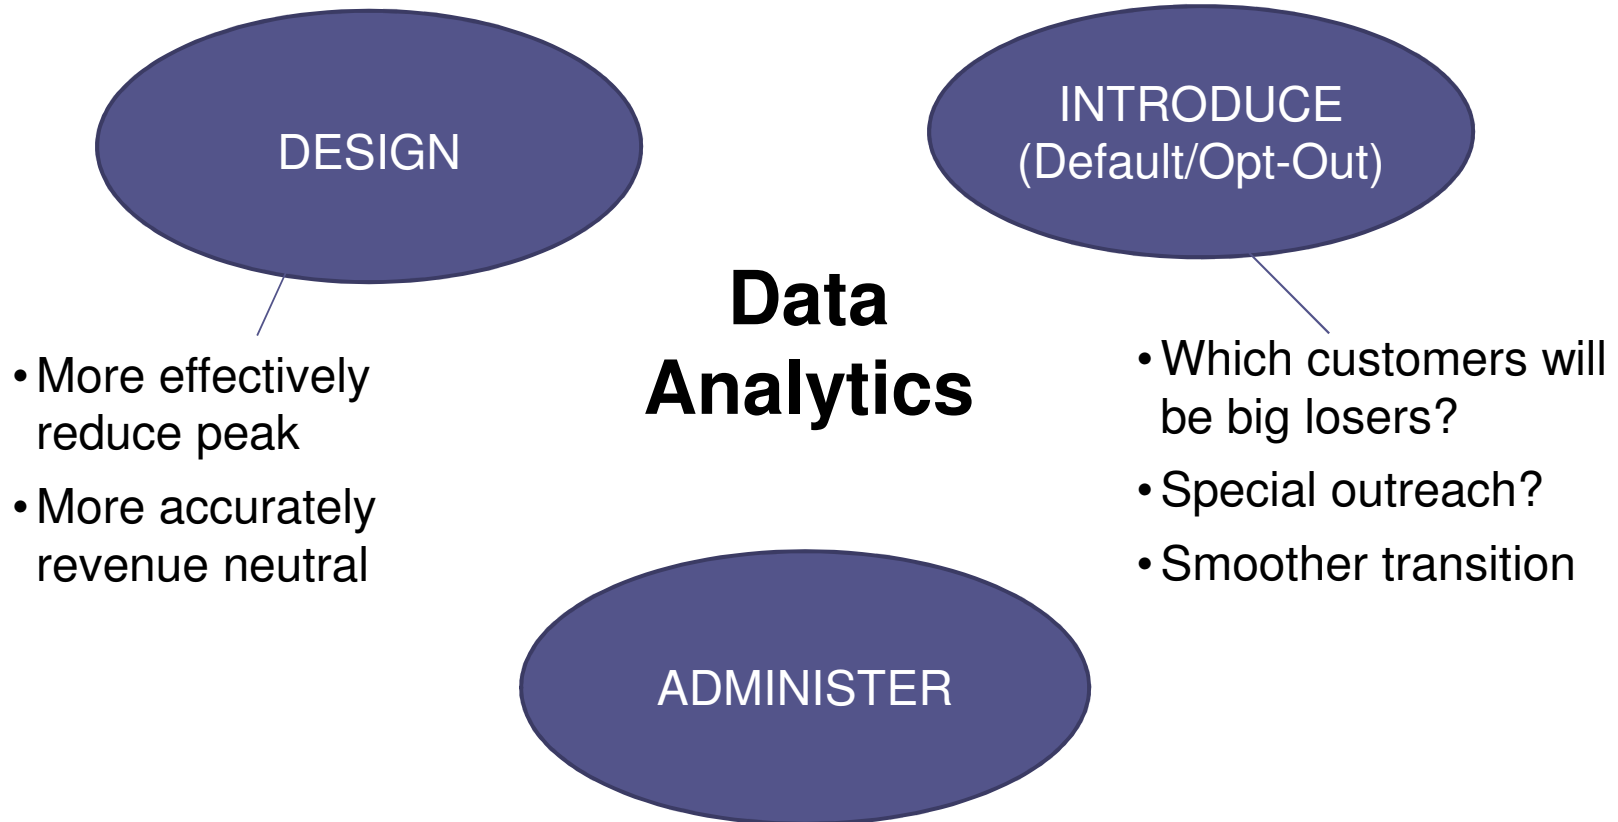 DESIGN
INTRODUCE
(Default/Opt-Out)
Data
Analytics
• More effectively
reduce peak
• More accurately
revenue neutral
• Which customers will
be big losers?
• Special outreach?
• Smoother transition
ADMINISTER